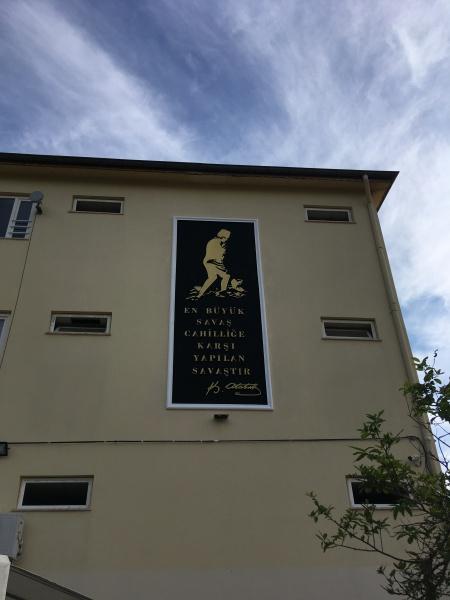 EN BÜYÜK
SAVAŞ
CAHİLLİĞE
KARŞI
YAPILAN
SAVAŞTIR
K. Atatürk